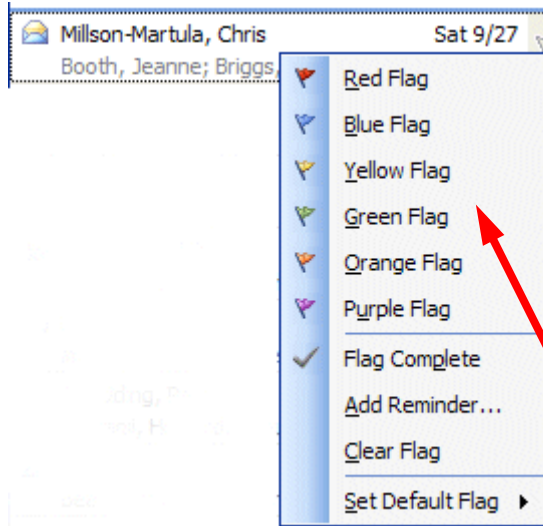 Millson-Martula, Chris Sat 9/27
Booth, Jeanne; Briggs,
Red Flag
Blue Flag
Yellow Flag
Green Flag
Orange Flag
Purple Flag
Flag Complete
Add Reminder...
Clear Flag
Set Default Flag